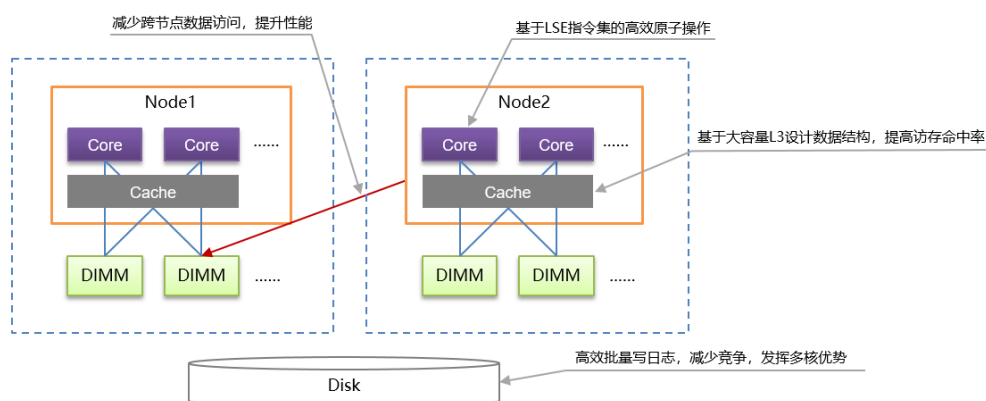 减少跨节点数据访问，提升性能
基于LSE指令集的高效原子操作
Node1
Node2
Core
Core
……
Core
Core
……
基于大容量L3设计数据结构，提高访存命中率
Cache
Cache
DIMM
DIMM
……
DIMM
DIMM
……
高效批量写日志，减少竞争，发挥多核优势
Disk